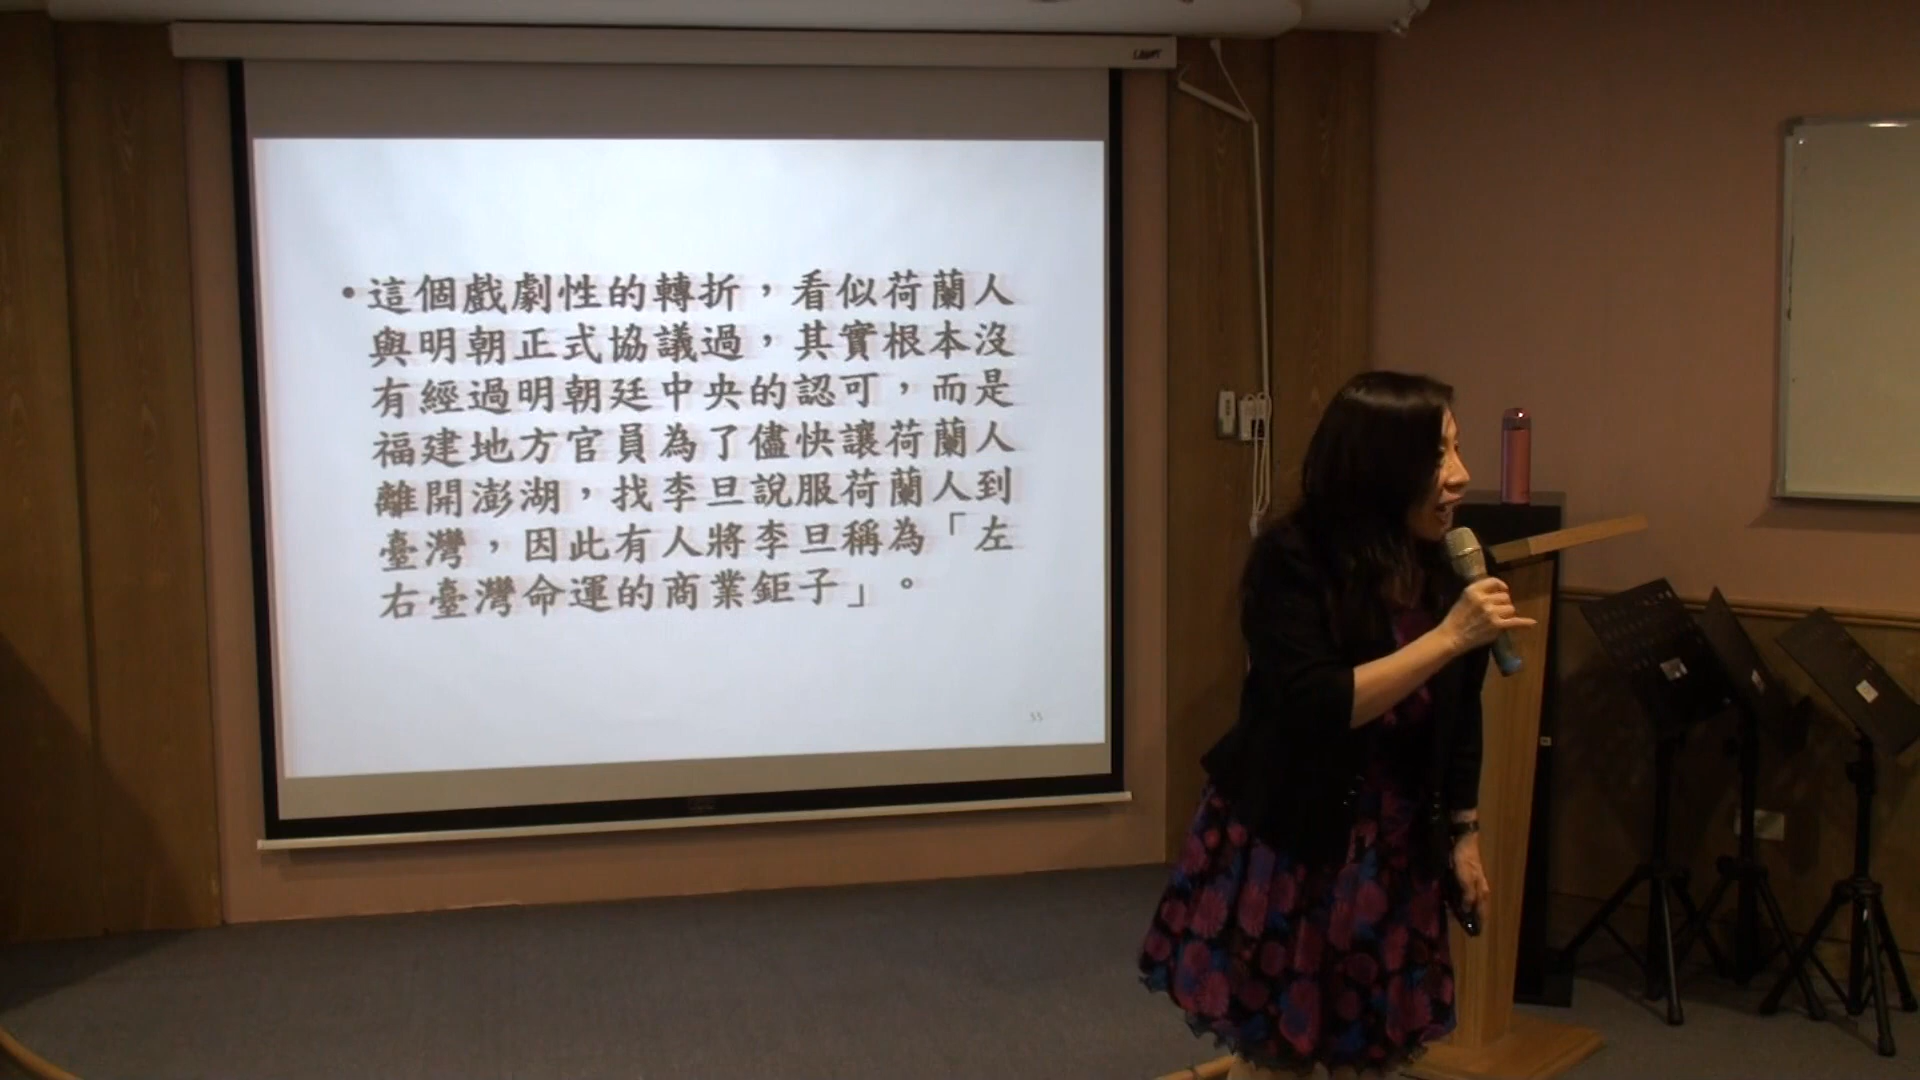 •這個戲劇性的轉折，看似荷蘭人
與明朝正式協議過，其實根本沒
有經過明朝廷中央的認可，而是
福建地方官員為了儘快讓荷蘭人
離開澎湖，找李旦說服荷蘭人到
臺灣，因此有人將李旦稱為「左
右臺灣命運的商業鉅子」。